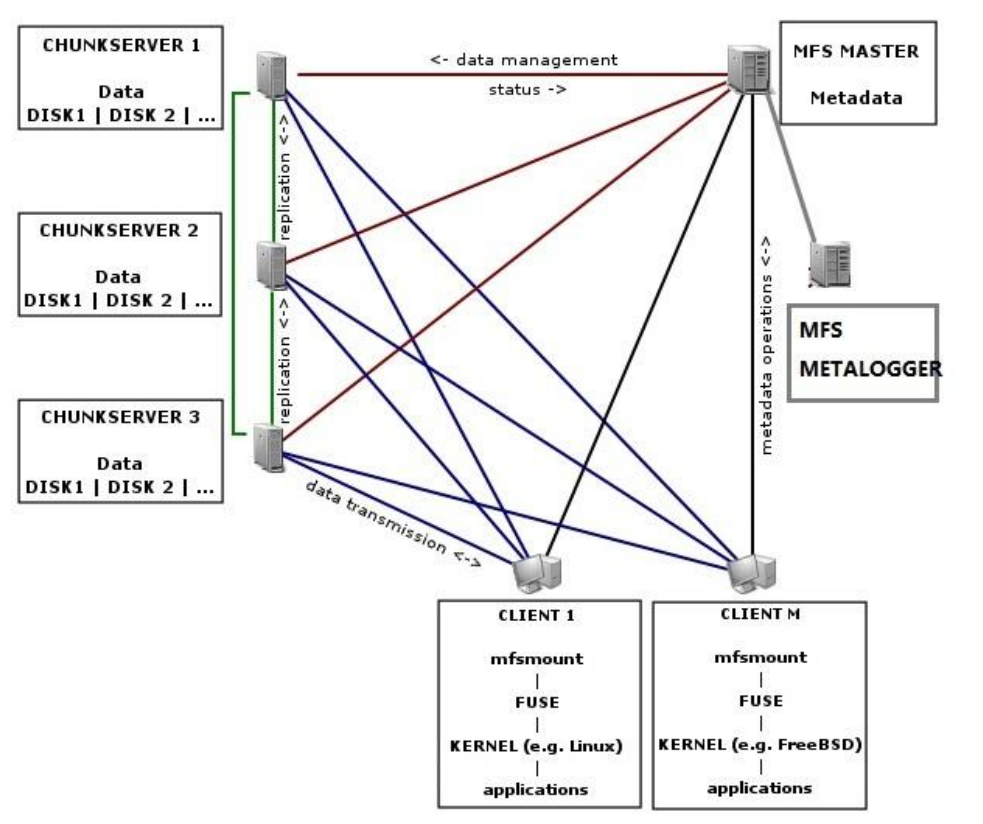 CHUNKSERVER 1
Data
DISK1 | DISK 2 | ...
<- data management
status ->
MFS MASTER
Metadata
replication <->
CHUNKSERVER 2
Data
DISK1 | DISK 2 | ...
replication <->
metadata operations <->
MFS
METALOGGER
CHUNKSERVER 3
Data
DISK1 | DISK 2 | ...
data transmission <->
CLIENT 1
mfsmount
|
FUSE
|
KERNEL (e.g. Linux)
|
applications
CLIENT M
mfsmount
|
FUSE
|
KERNEL (e.g. FreeBSD)
|
applications